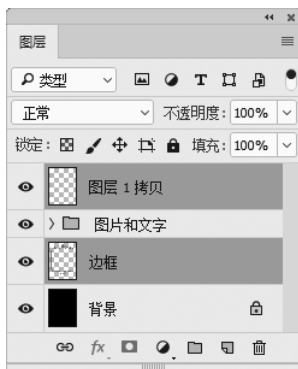 图层
类型 T
正常 不透明度: 100%
锁定: 填充: 100%
图层 1 拷贝
图片和文字
边框
背景
fx